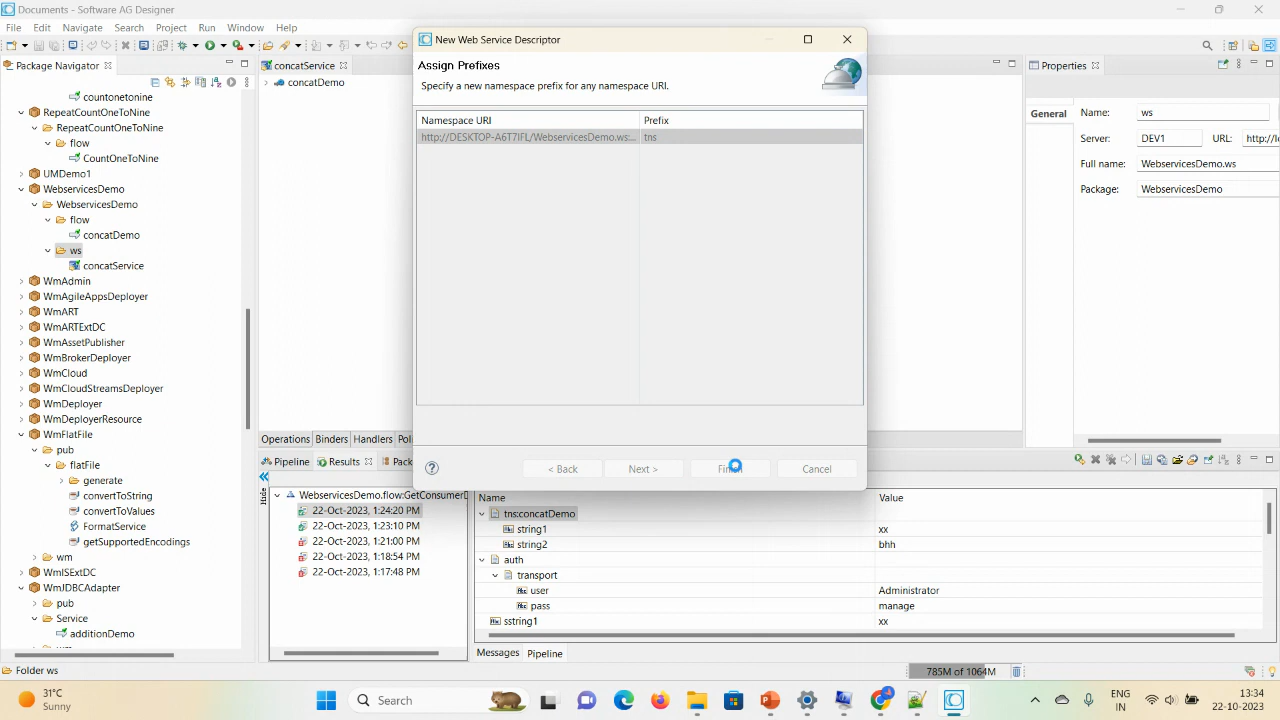 Documents - Software AG Designer
File Edit Navigate Search Project Run Window Help
Package Navigator
countonetonine
RepeatCountOneToNine
RepeatCountOneToNine
flow
CountOneToNine
UMDemo1
WebservicesDemo
WebservicesDemo
flow
concatDemo
ws
concatService
WmAdmin
WmAgileAppsDeployer
WmART
WmARTExtDC
WmAssetPublisher
WmBrokerDeployer
WmCloud
WmCloudStreamsDeployer
WmDeployer
WmDeployerResource
WmFlatFile
pub
flatFile
generate
convertToString
convertToValues
FormatService
getSupportedEncodings
wm
WmISExtDC
WmJDBCAdapter
pub
Service
additionDemo
Folder ws
concatService
concatDemo
Operations Binders Handlers Pol
New Web Service Descriptor
Assign Prefixes
Specify a new namespace prefix for any namespace URI.
Namespace URI Prefix
http://DESKTOP-A6T7IFL/WebservicesDemo.ws:... tns
?
< Back Next > Finish Cancel
Properties
General
Name: ws
Server: DEV1 URL: http://l
Full name: WebservicesDemo.ws
Package: WebservicesDemo
Pipeline Results Pack
Hide
WebservicesDemo.flow:GetConsumerD
22-Oct-2023, 1:24:20 PM
22-Oct-2023, 1:23:10 PM
22-Oct-2023, 1:21:00 PM
22-Oct-2023, 1:18:54 PM
22-Oct-2023, 1:17:48 PM
Name Value
tns:concatDemo
string1 xx
string2 bhh
auth
transport
user Administrator
pass manage
sstring1 xx
Messages Pipeline
785M of 1064M
31°C
Sunny
Search
ENG
IN
13:34
22-10-2023